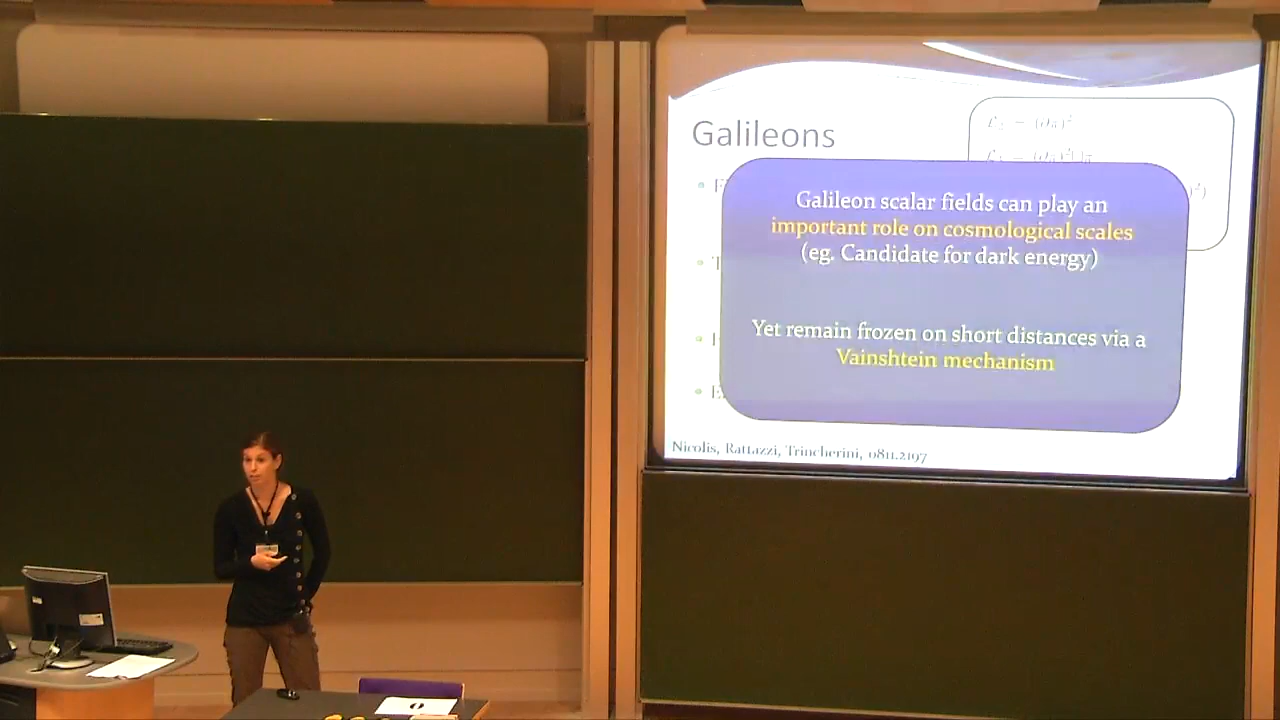 Galileons
Galileon scalar fields can play an
important role on cosmological scales
(eg. Candidate for dark energy)
Yet remain frozen on short distances via a
Vainshtein mechanism
Nicolis, Rattazzi, Trincherini, 0811.2197